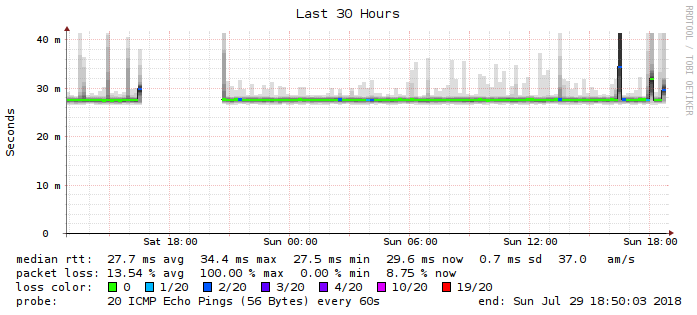 Last 30 Hours
RRDTOOL / TOBI OETIKER
Seconds
40 m
30 m
20 m
10 m
0
Sat 18:00 Sun 00:00 Sun 06:00 Sun 12:00 Sun 18:00
median rtt: 27.7 ms avg 34.4 ms max 27.5 ms min 29.6 ms now 0.7 ms sd 37.0 am/s
packet loss: 13.54 % avg 100.00 % max 0.00 % min 8.75 % now
loss color: 0 1/20 2/20 3/20 4/20 10/20 19/20
probe: 20 ICMP Echo Pings (56 Bytes) every 60s end: Sun Jul 29 18:50:03 2018